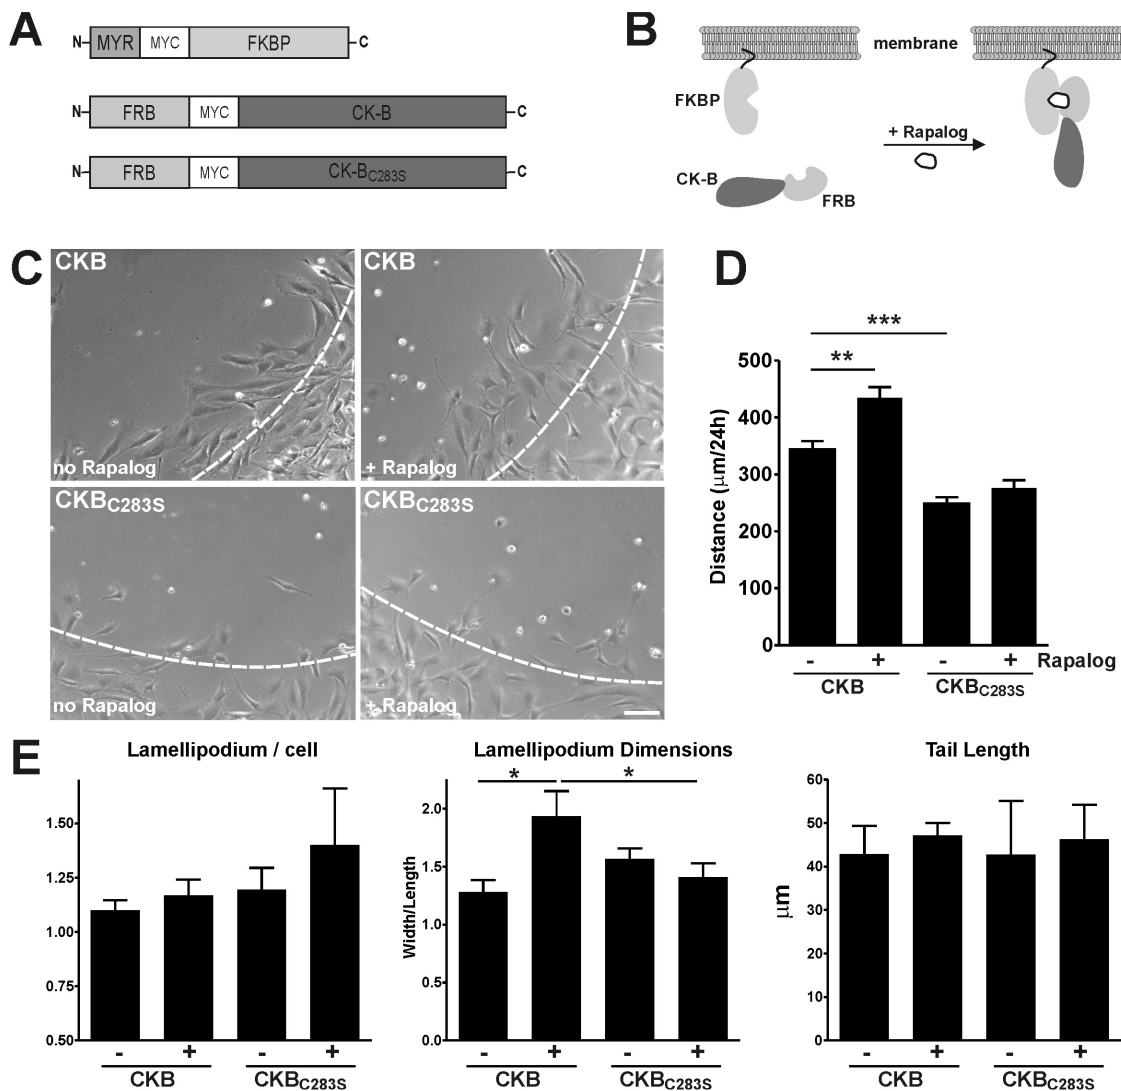 A
N- MYR MYC FKBP -C
N- FRB MYC CK-B -C
N- FRB MYC CK-BC283S -C
B
membrane
FKBP
+ Rapalog
CK-B
FRB
C
CKB
no Rapalog
CKB
+ Rapalog
CKBC283S
no Rapalog
CKBC283S
+ Rapalog
D
***
**
500
400
300
200
100
0
Distance (μm/24h)
- + - + Rapalog
CKB CKBC283S
E
Lamellipodium / cell
1.50
1.25
1.00
0.75
0.50
- + - +
CKB CKBC283S
Lamellipodium Dimensions
* *
2.0
1.5
1.0
0.5
0.0
Width/Length
- + - +
CKB CKBC283S
Tail Length
60
50
40
30
20
10
0
μm
- + - +
CKB CKBC283S